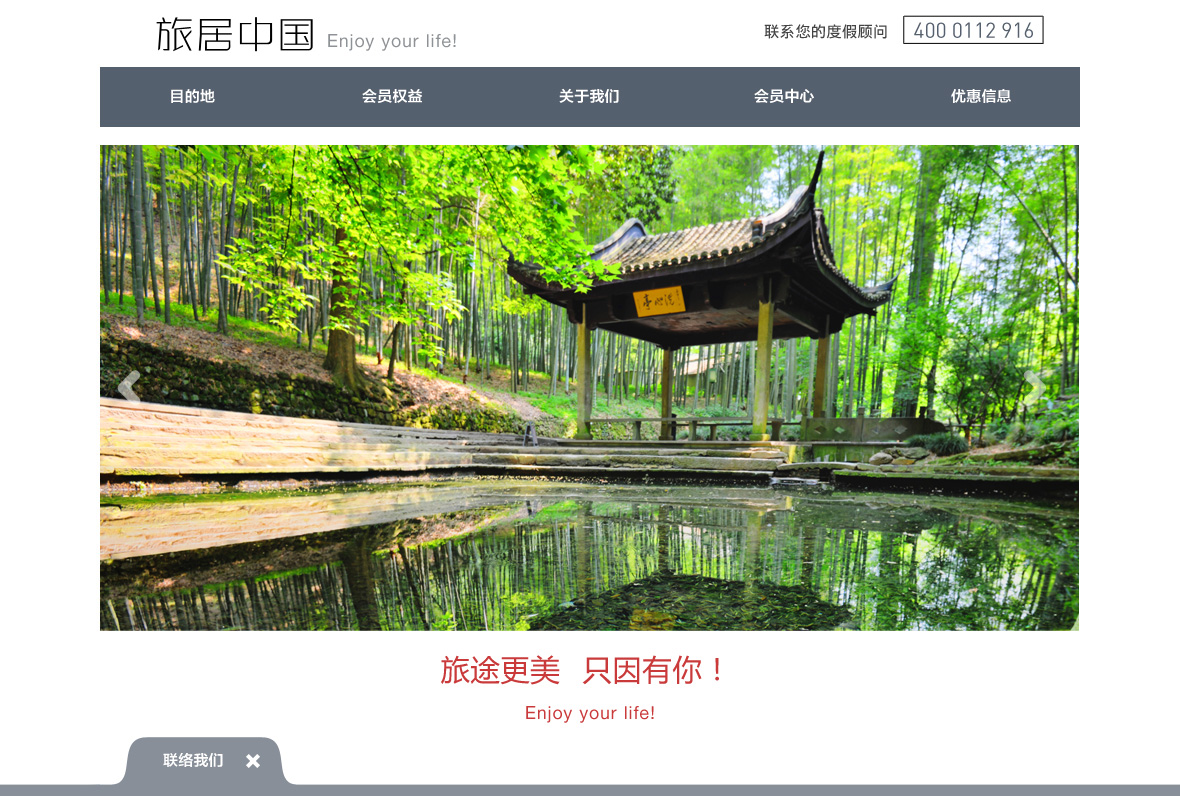 旅居中国 Enjoy your life!
联系您的度假顾问 400 0112 916
目的地 会员权益 关于我们 会员中心 优惠信息
旅途更美 只因有你！
Enjoy your life!
联络我们